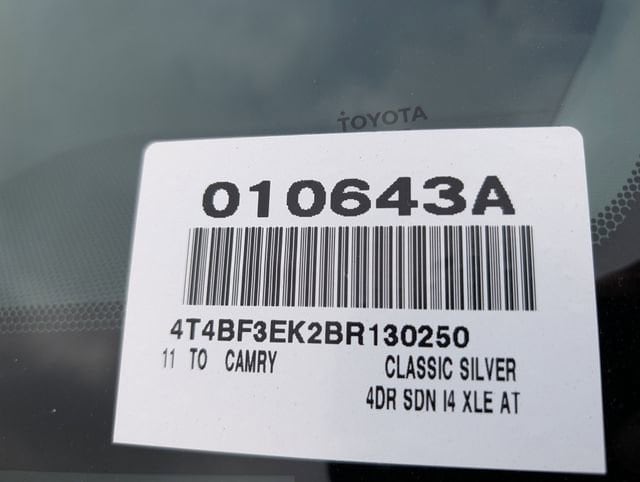 TOYOTA
010643A
4T4BF3EK2BR130250
11 TO CAMRY CLASSIC SILVER
4DR SDN I4 XLE AT